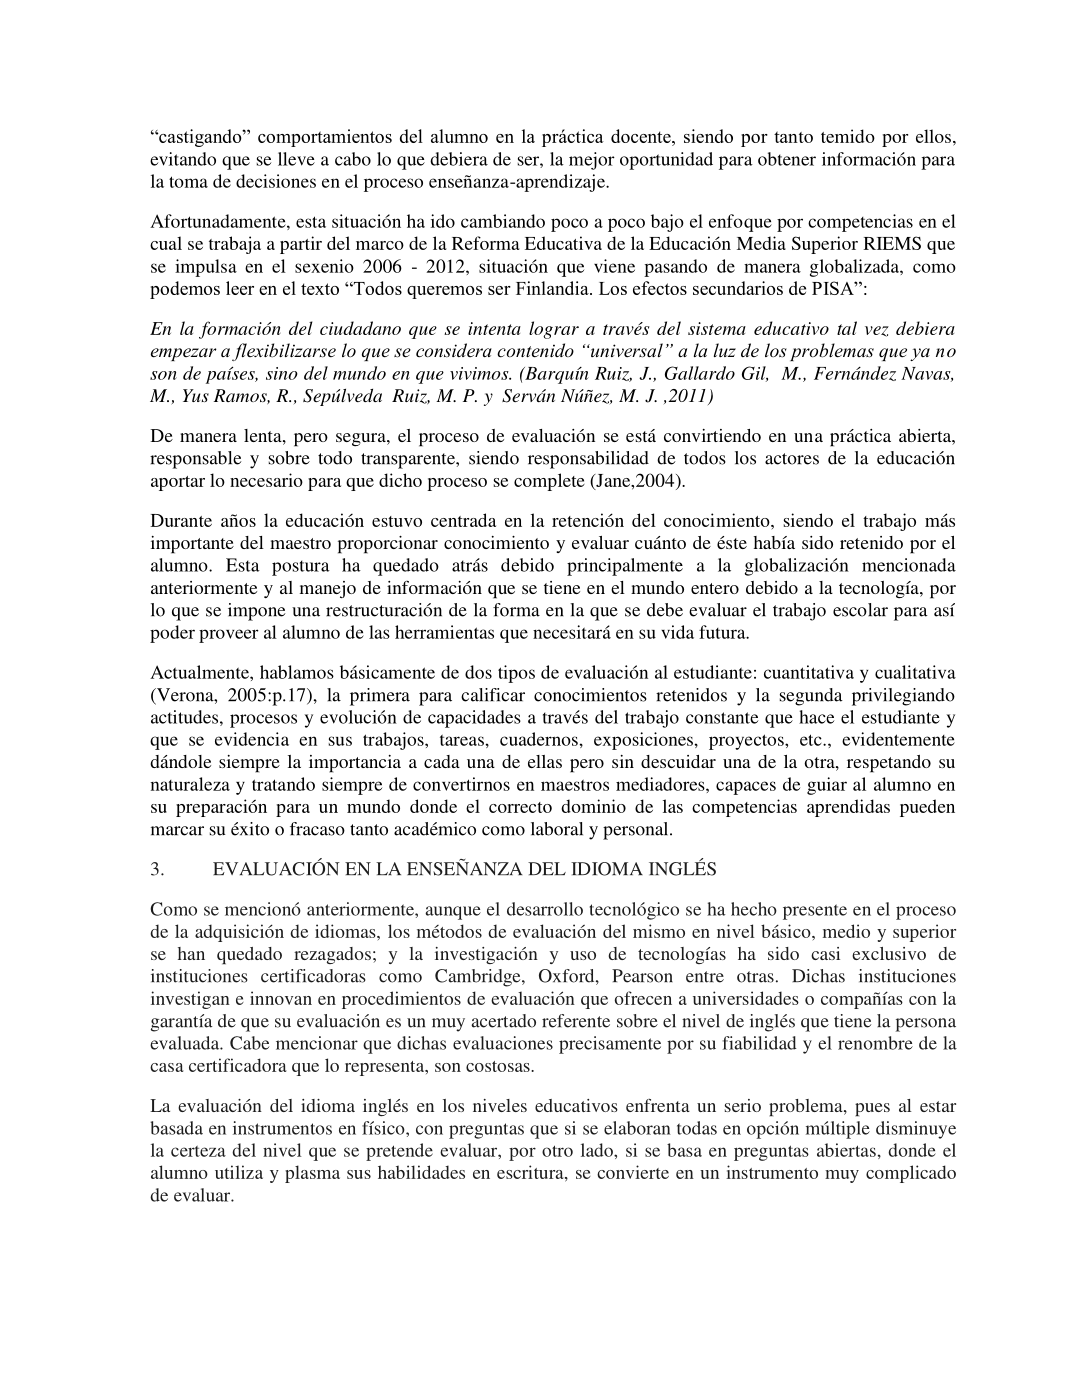 “castigando” comportamientos del alumno en la práctica docente, siendo por tanto temido por ellos,
evitando que se lleve a cabo lo que debiera de ser, la mejor oportunidad para obtener información para
la toma de decisiones en el proceso enseñanza-aprendizaje.
Afortunadamente, esta situación ha ido cambiando poco a poco bajo el enfoque por competencias en el
cual se trabaja a partir del marco de la Reforma Educativa de la Educación Media Superior RIEMS que
se impulsa en el sexenio 2006 - 2012, situación que viene pasando de manera globalizada, como
podemos leer en el texto “Todos queremos ser Finlandia. Los efectos secundarios de PISA”:
En la formación del ciudadano que se intenta lograr a través del sistema educativo tal vez debiera
empezar a flexibilizarse lo que se considera contenido “universal” a la luz de los problemas que ya no
son de países, sino del mundo en que vivimos. (Barquín Ruiz, J., Gallardo Gil, M., Fernández Navas,
M., Yus Ramos, R., Sepúlveda Ruiz, M. P. y Serván Núñez, M. J. ,2011)
De manera lenta, pero segura, el proceso de evaluación se está convirtiendo en una práctica abierta,
responsable y sobre todo transparente, siendo responsabilidad de todos los actores de la educación
aportar lo necesario para que dicho proceso se complete (Jane,2004).
Durante años la educación estuvo centrada en la retención del conocimiento, siendo el trabajo más
importante del maestro proporcionar conocimiento y evaluar cuánto de éste había sido retenido por el
alumno. Esta postura ha quedado atrás debido principalmente a la globalización mencionada
anteriormente y al manejo de información que se tiene en el mundo entero debido a la tecnología, por
lo que se impone una restructuración de la forma en la que se debe evaluar el trabajo escolar para así
poder proveer al alumno de las herramientas que necesitará en su vida futura.
Actualmente, hablamos básicamente de dos tipos de evaluación al estudiante: cuantitativa y cualitativa
(Verona, 2005:p.17), la primera para calificar conocimientos retenidos y la segunda privilegiando
actitudes, procesos y evolución de capacidades a través del trabajo constante que hace el estudiante y
que se evidencia en sus trabajos, tareas, cuadernos, exposiciones, proyectos, etc., evidentemente
dándole siempre la importancia a cada una de ellas pero sin descuidar una de la otra, respetando su
naturaleza y tratando siempre de convertirnos en maestros mediadores, capaces de guiar al alumno en
su preparación para un mundo donde el correcto dominio de las competencias aprendidas pueden
marcar su éxito o fracaso tanto académico como laboral y personal.
3. EVALUACIÓN EN LA ENSEÑANZA DEL IDIOMA INGLÉS
Como se mencionó anteriormente, aunque el desarrollo tecnológico se ha hecho presente en el proceso
de la adquisición de idiomas, los métodos de evaluación del mismo en nivel básico, medio y superior
se han quedado rezagados; y la investigación y uso de tecnologías ha sido casi exclusivo de
instituciones certificadoras como Cambridge, Oxford, Pearson entre otras. Dichas instituciones
investigan e innovan en procedimientos de evaluación que ofrecen a universidades o compañías con la
garantía de que su evaluación es un muy acertado referente sobre el nivel de inglés que tiene la persona
evaluada. Cabe mencionar que dichas evaluaciones precisamente por su fiabilidad y el renombre de la
casa certificadora que lo representa, son costosas.
La evaluación del idioma inglés en los niveles educativos enfrenta un serio problema, pues al estar
basada en instrumentos en físico, con preguntas que si se elaboran todas en opción múltiple disminuye
la certeza del nivel que se pretende evaluar, por otro lado, si se basa en preguntas abiertas, donde el
alumno utiliza y plasma sus habilidades en escritura, se convierte en un instrumento muy complicado
de evaluar.